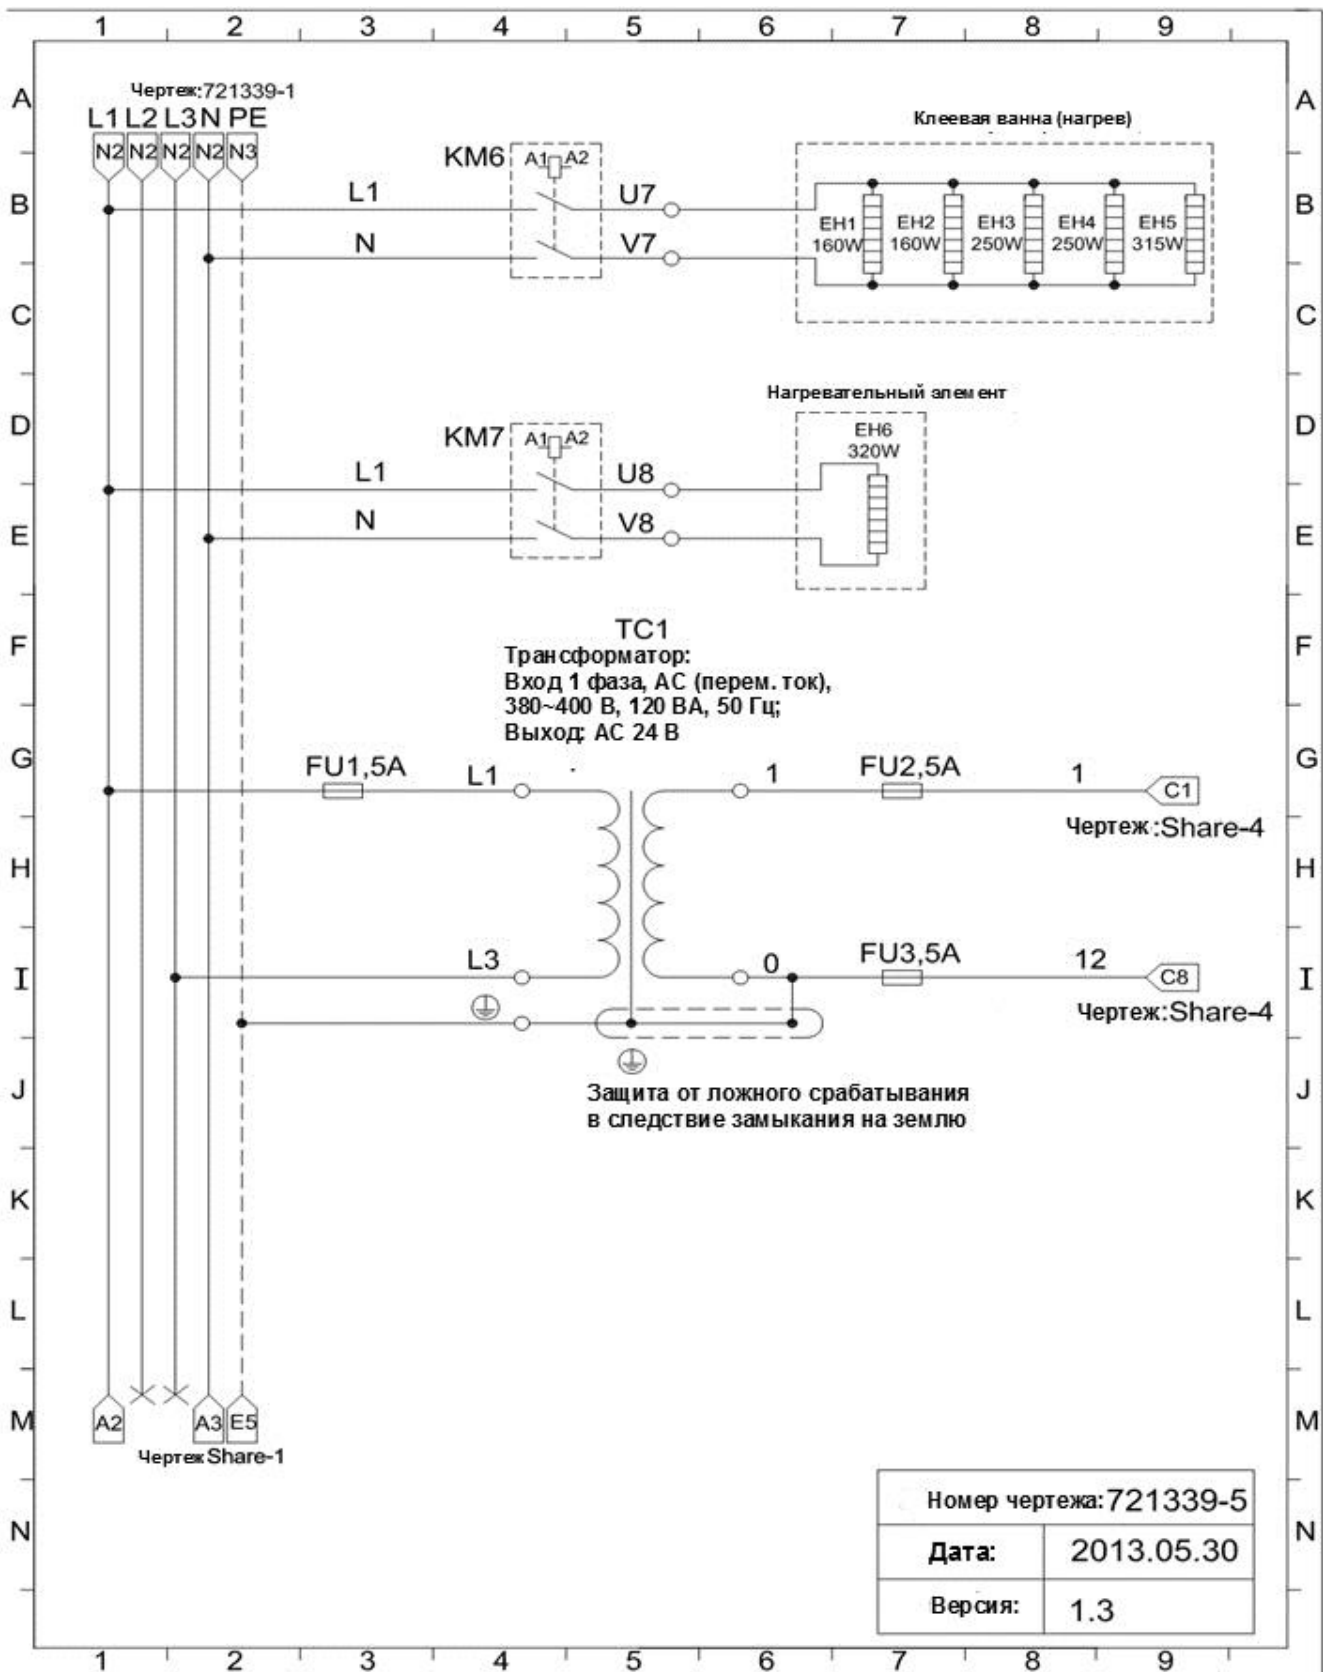 1 2 3 4 5 6 7 8 9
A A
Чертеж:721339-1
L1 L2 L3 N PE
N2 N2 N2 N2 N3
Клеевая ванна (нагрев)
KM6 A1 A2
B B
L1 U7
EH1 160W
EH2 160W
EH3 250W
EH4 250W
EH5 315W
N V7
C C
Нагревательный элемент
D D
KM7 A1 A2
EH6
320W
L1 U8
N V8
E E
F F
TC1
Трансформатор:
Вход 1 фаза, АС (перем. ток),
380~400 В, 120 ВА, 50 Гц;
Выход: АС 24 В
G G
FU1,5A L1 1 FU2,5A 1 C1
Чертеж:Share-4
H H
L3 0 FU3,5A 12 C8
I I
Чертеж:Share-4
J J
Защита от ложного срабатывания
в следствие замыкания на землю
K K
L L
M M
A2 A3 E5
Чертеж Share-1
N N
Номер чертежа: 721339-5
Дата: 2013.05.30
Версия: 1.3
1 2 3 4 5 6 7 8 9